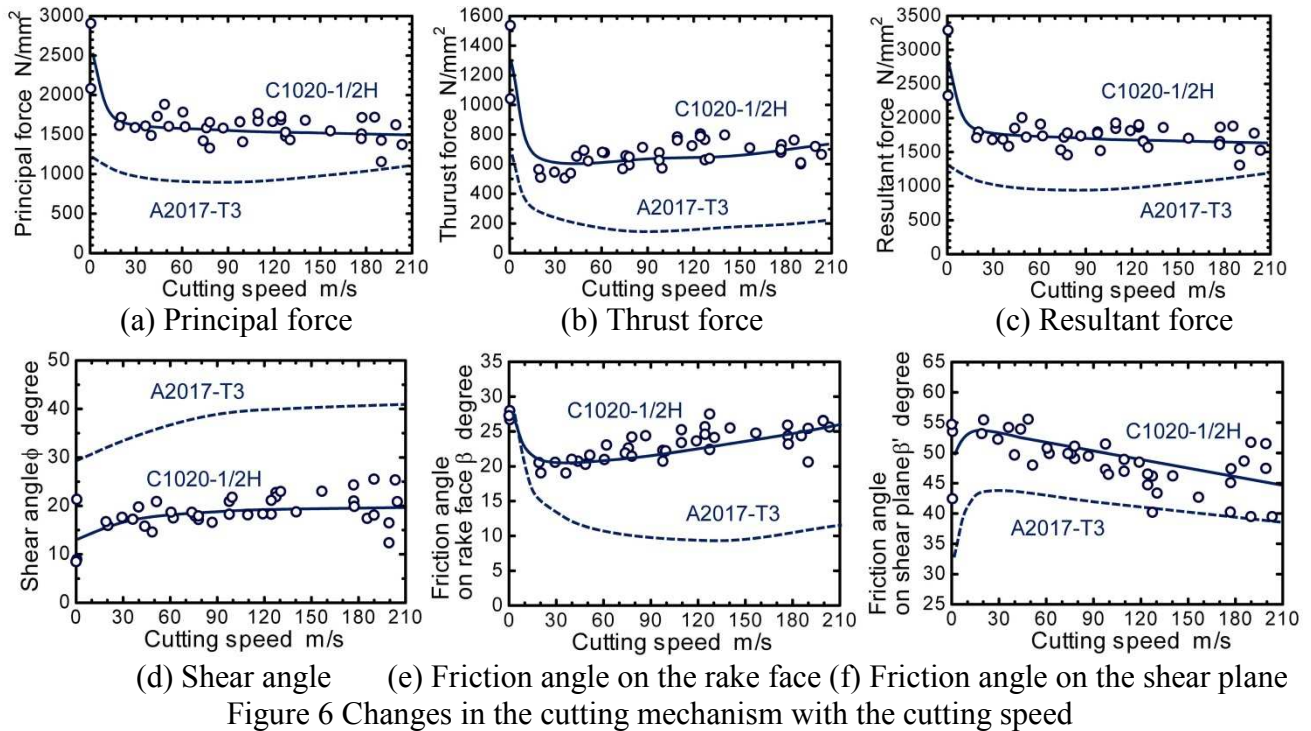 Principal force N/mm²
3000
2500
2000
1500
1000
500
0
C1020-1/2H
A2017-T3
0 30 60 90 120 150 180 210
Cutting speed m/s
(a) Principal force
Thurust force N/mm²
1600
1400
1200
1000
800
600
400
200
0
C1020-1/2H
A2017-T3
0 30 60 90 120 150 180 210
Cutting speed m/s
(b) Thrust force
Resultant force N/mm²
3500
3000
2500
2000
1500
1000
500
0
C1020-1/2H
A2017-T3
0 30 60 90 120 150 180 210
Cutting speed m/s
(c) Resultant force
Shear angleϕ degree
50
40
30
20
10
0
A2017-T3
C1020-1/2H
0 30 60 90 120 150 180 210
Cutting speed m/s
(d) Shear angle
Friction angle
on rake face β degree
35
30
25
20
15
10
5
0
C1020-1/2H
A2017-T3
0 30 60 90 120 150 180 210
Cutting speed m/s
(e) Friction angle on the rake face
Friction angle
on shear planeβ' degree
65
60
55
50
45
40
35
30
25
C1020-1/2H
A2017-T3
0 30 60 90 120 150 180 210
Cutting speed m/s
(f) Friction angle on the shear plane
Figure 6 Changes in the cutting mechanism with the cutting speed